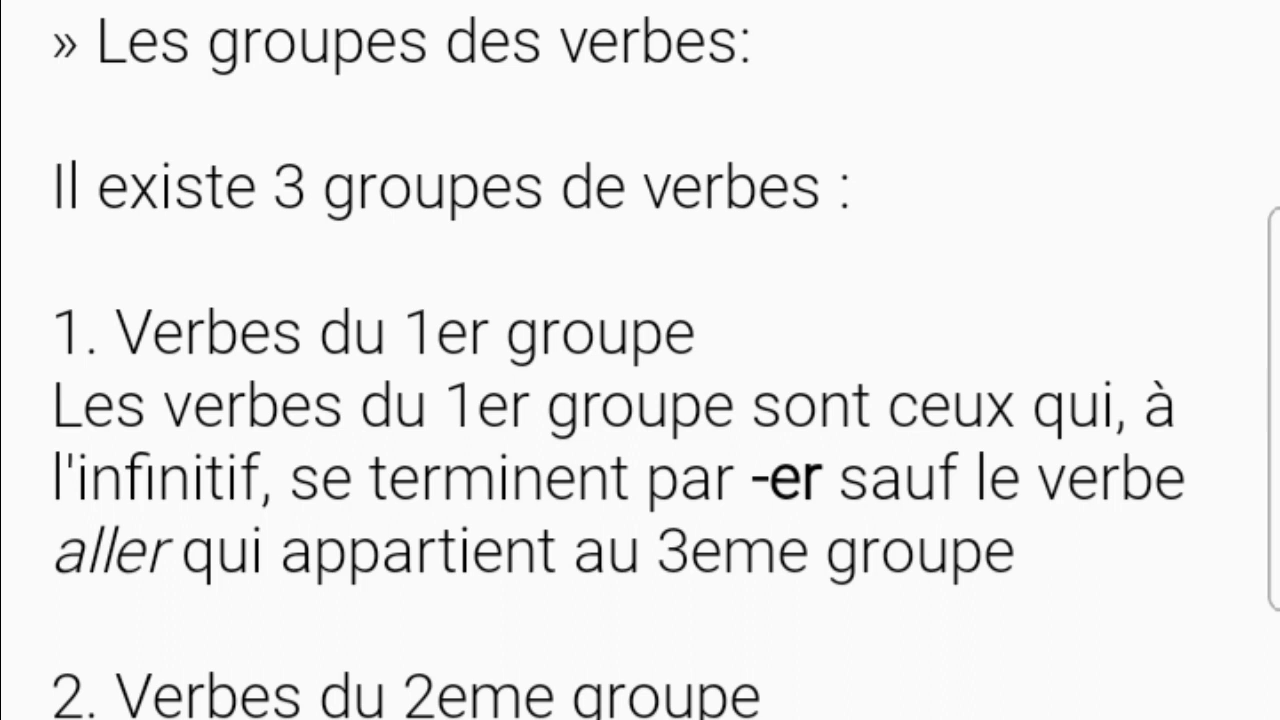 » Les groupes des verbes:
Il existe 3 groupes de verbes :
1. Verbes du 1er groupe
Les verbes du 1er groupe sont ceux qui, à
l'infinitif, se terminent par -er sauf le verbe
aller qui appartient au 3eme groupe
2. Verbes du 2eme groupe